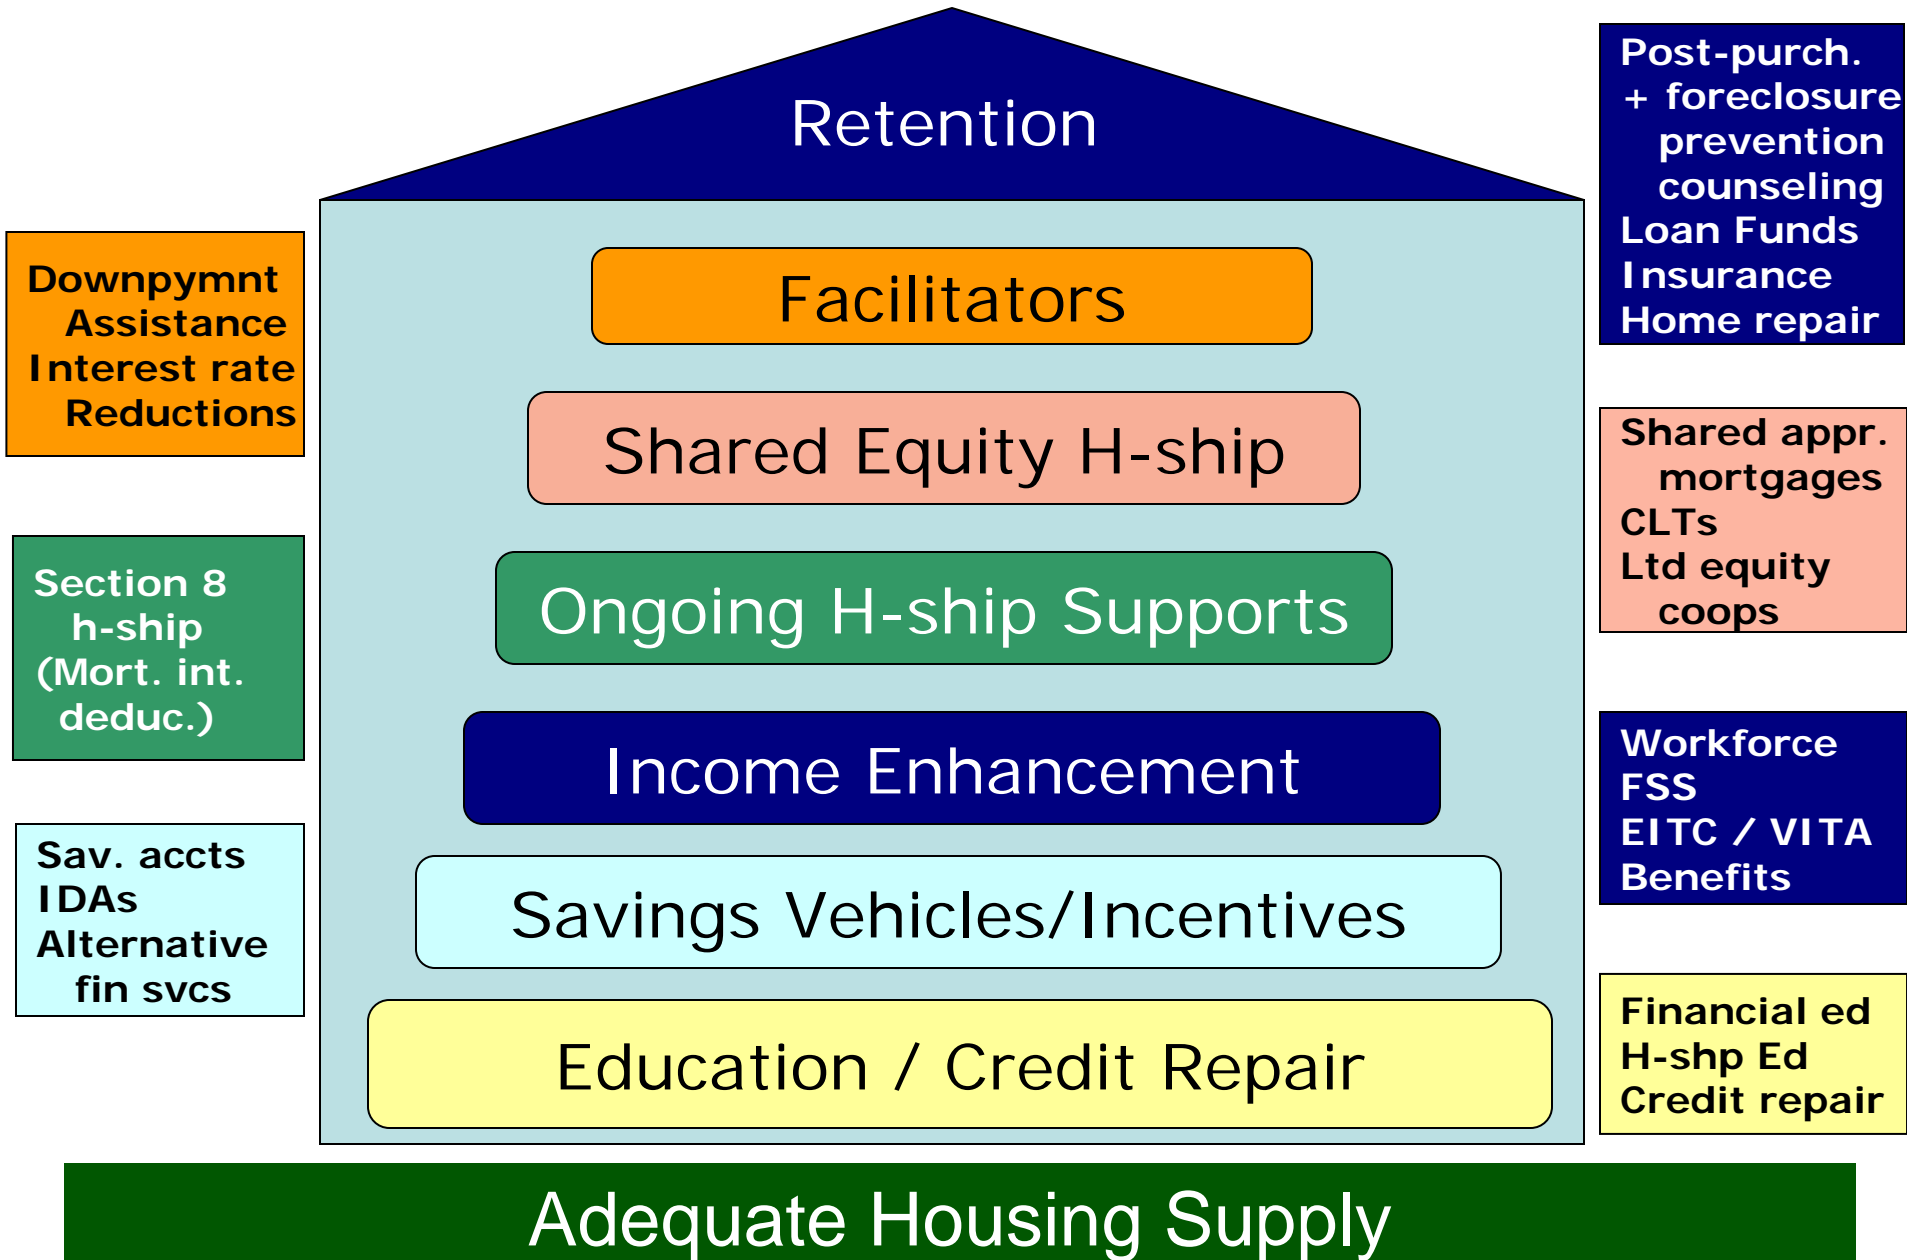 Retention
Post-purch.
+ foreclosure
prevention
counseling
Loan Funds
Insurance
Home repair
Downpymnt
Assistance
Interest rate
Reductions
Facilitators
Shared Equity H-ship
Shared appr.
mortgages
CLTs
Ltd equity
coops
Section 8
h-ship
(Mort. int.
deduc.)
Ongoing H-ship Supports
Income Enhancement
Workforce
FSS
EITC / VITA
Benefits
Sav. accts
IDAs
Alternative
fin svcs
Savings Vehicles/Incentives
Education / Credit Repair
Financial ed
H-shp Ed
Credit repair
Adequate Housing Supply